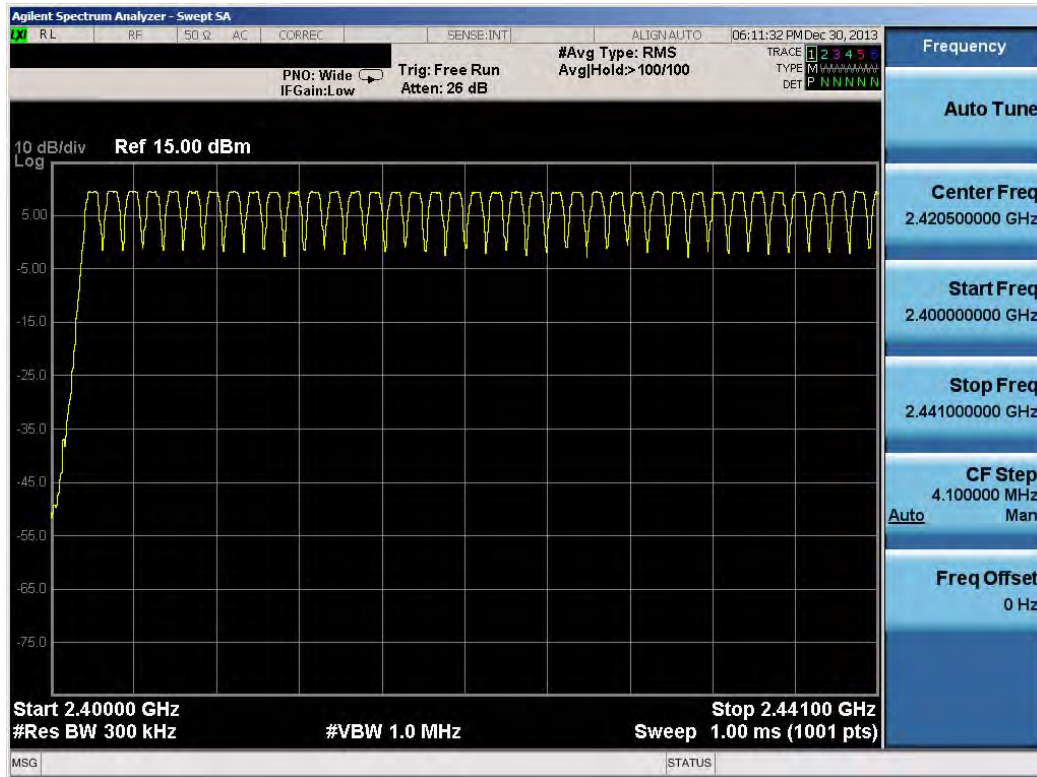 Agilent Spectrum Analyzer - Swept SA
LXI RL RF 50 Ω AC CORREC SENSE:INT ALIGNAUTO 06:11:32 PM Dec 30, 2013
PNO: Wide Trig: Free Run #Avg Type: RMS TRACE 1 2 3 4 5 6
IFGain:Low Atten: 26 dB Avg|Hold:>100/100 TYPE M
DET P N N N N N
Frequency
Auto Tune
10 dB/div Ref 15.00 dBm
Log
5.00
-5.00
-15.0
-25.0
-35.0
-45.0
-55.0
-65.0
-75.0
Start 2.40000 GHz Stop 2.44100 GHz
#Res BW 300 kHz #VBW 1.0 MHz Sweep 1.00 ms (1001 pts)
Center Freq
2.420500000 GHz
Start Freq
2.400000000 GHz
Stop Freq
2.441000000 GHz
CF Step
4.100000 MHz
Auto Man
Freq Offset
0 Hz
MSG STATUS